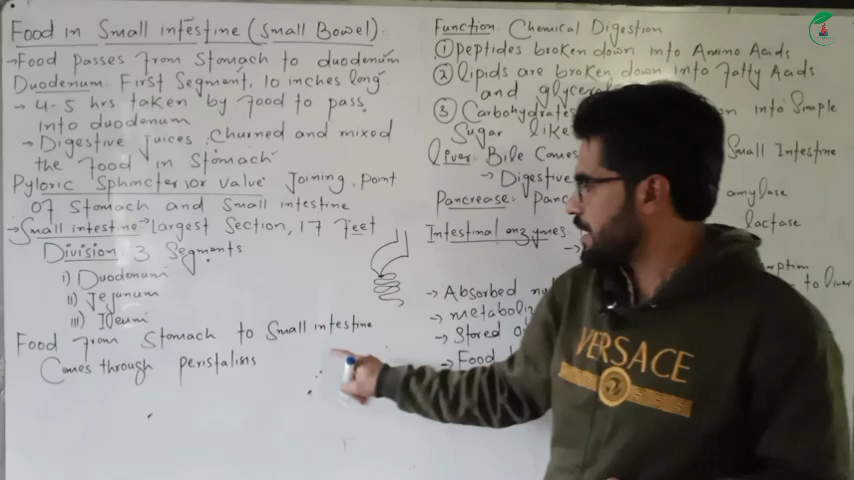 Food in Small intestine (Small Bowel)
→Food passes from Stomach to duodenum
Duodenum: First Segment, 10 inches long
→ 4-5 hrs taken by food to pass
into duodenum
→ Digestive juices churned and mixed
the food in Stomach
Pyloric Sphincter or Valve Joining point
of Stomach and Small intestine
→Small intestine → largest Section, 17 feet
Division 3 Segments
i) Duodenum
ii) Jejunum
iii) Ileum
Food from Stomach to Small intestine
Comes through peristalsis
Function: Chemical Digestion
① peptides broken down into Amino Acids
② lipids are broken down into Fatty Acids
and
③ Carbohydrates into Simple
Sugar like
liver: Bile Comes Small Intestine
→ Digestive
Pancrease: amylase
Intestinal enzymes lactase
to liver
→ Absorbed
→
→ Stored
→ Food
VERSACE